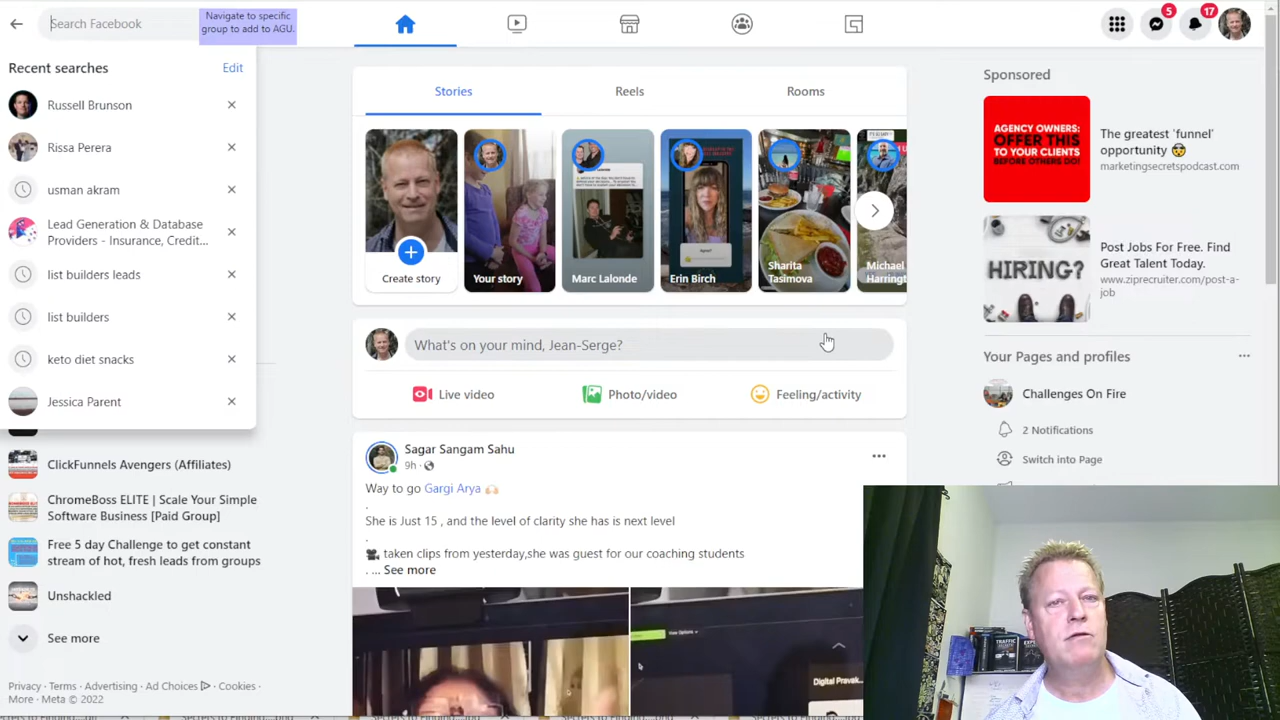 Search Facebook
Navigate to specific
group to add to AGU.
5
17
Recent searches
Edit
Russell Brunson
Rissa Perera
usman akram
Lead Generation & Database
Providers - Insurance, Credit...
list builders leads
list builders
keto diet snacks
Jessica Parent
ClickFunnels Avengers (Affiliates)
ChromeBoss ELITE | Scale Your Simple
Software Business [Paid Group]
Free 5 day Challenge to get constant
stream of hot, fresh leads from groups
Unshackled
See more
Privacy · Terms · Advertising · Ad Choices · Cookies ·
More · Meta © 2022
Stories
Reels
Rooms
Create story
Your story
Marc Lalonde
Erin Birch
Sharita
Tasimova
Michael
Harrington
What's on your mind, Jean-Serge?
Live video
Photo/video
Feeling/activity
Sagar Sangam Sahu
9h ·
Way to go Gargi Arya 🙌🏻
.
She is Just 15 , and the level of clarity she has is next level
.
🎥 taken clips from yesterday,she was guest for our coaching students
. ... See more
Digital Pravek...
Sponsored
AGENCY OWNERS:
OFFER THIS
TO YOUR CLIENTS
BEFORE OTHERS DO!
The greatest 'funnel'
opportunity 🤯
marketingsecretspodcast.com
HIRING?
Post Jobs For Free. Find
Great Talent Today.
www.ziprecruiter.com/post-a-
job
Your Pages and profiles
Challenges On Fire
2 Notifications
Switch into Page
TRAFFIC